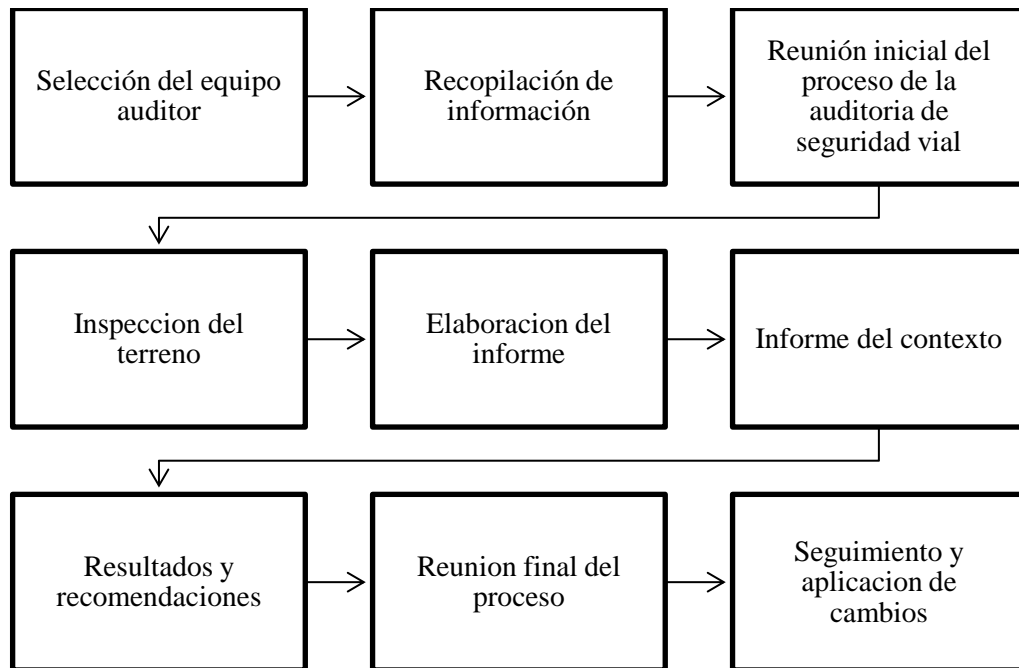 Selección del equipo
auditor
Recopilación de
información
Reunión inicial del
proceso de la
auditoria de
seguridad vial
Inspeccion del
terreno
Elaboracion del
informe
Informe del contexto
Resultados y
recomendaciones
Reunion final del
proceso
Seguimiento y
aplicacion de
cambios